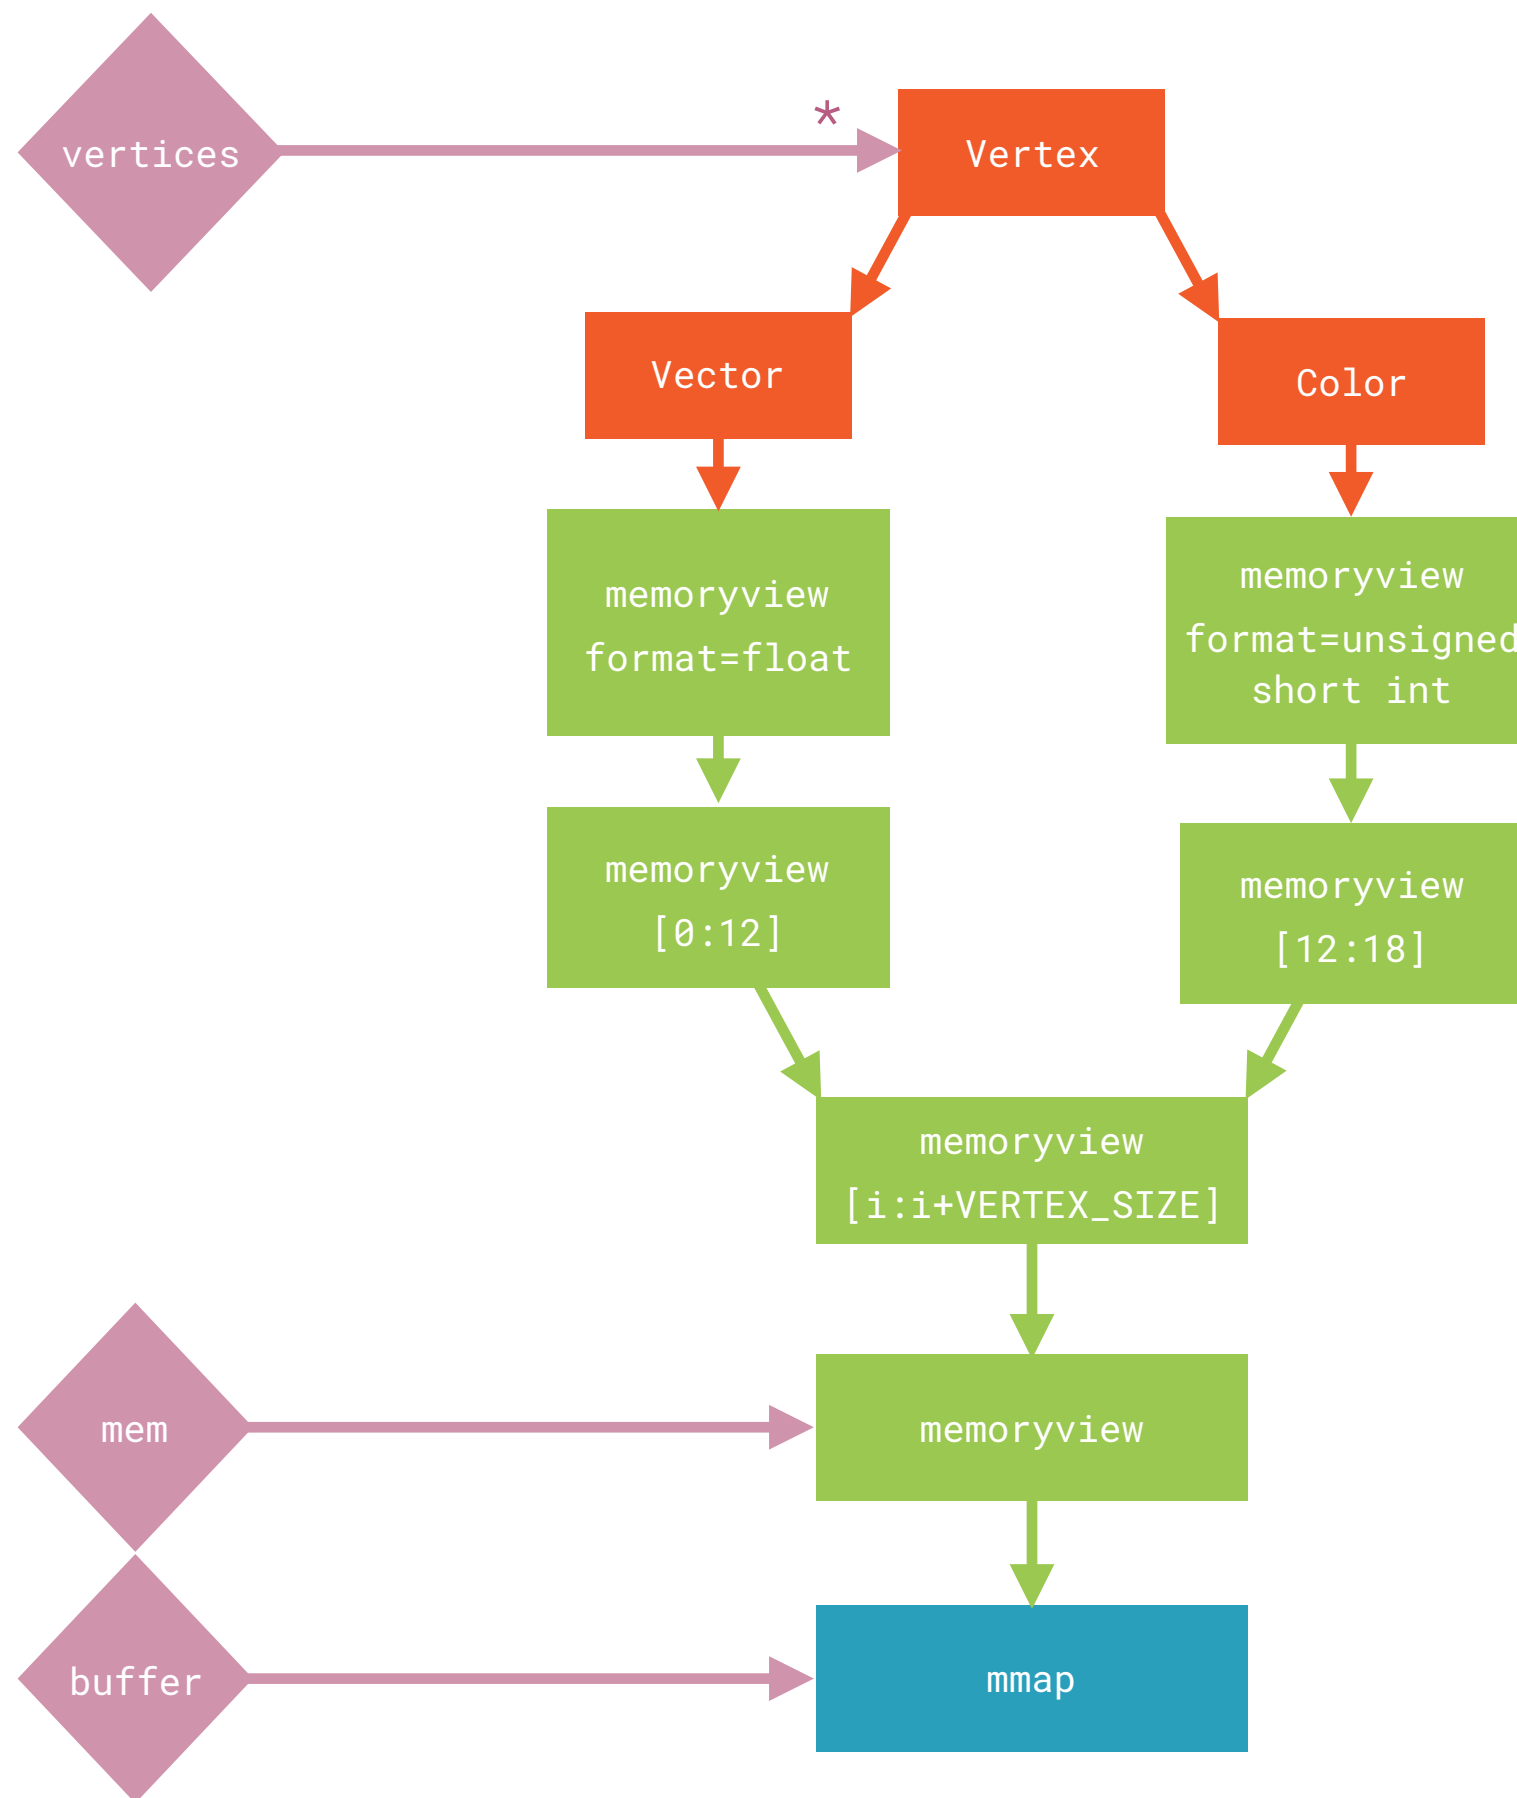 vertices
*
Vertex
Vector
Color
memoryview
format=float
memoryview
format=unsigned
short int
memoryview
[0:12]
memoryview
[12:18]
memoryview
[i:i+VERTEX_SIZE]
mem
memoryview
buffer
mmap